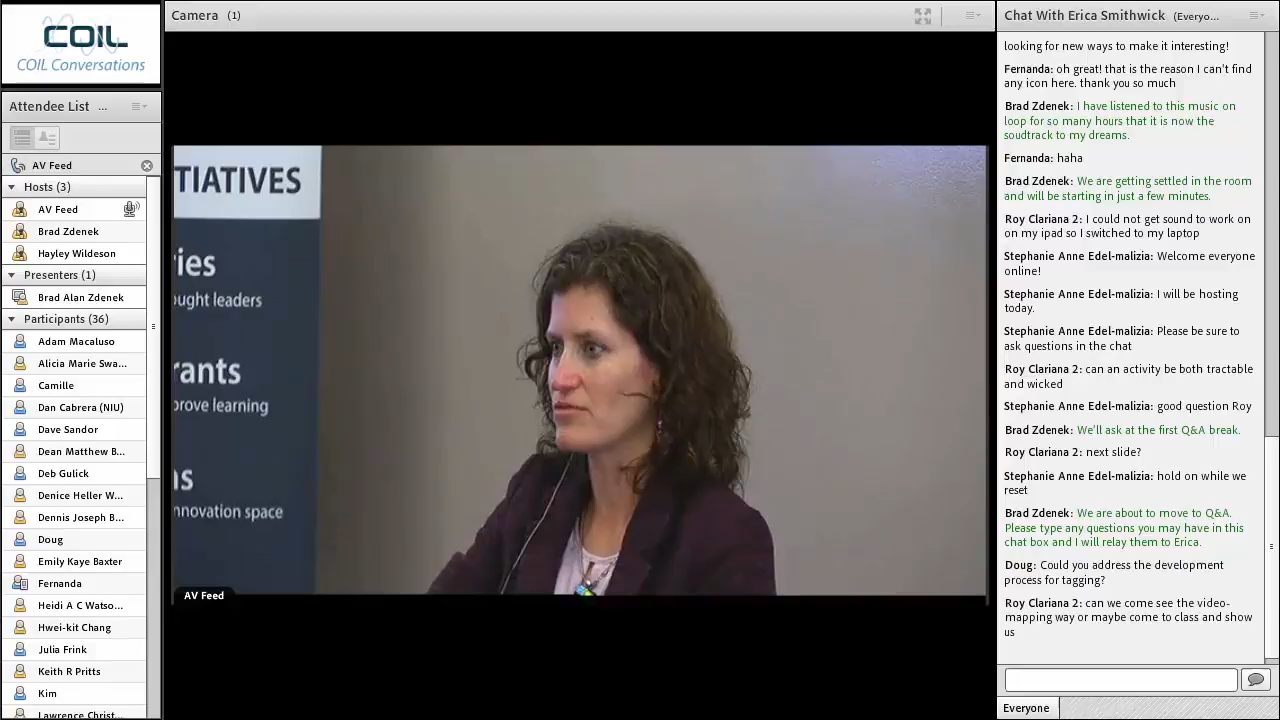 COIL
COIL Conversations
Attendee List ...
AV Feed
Hosts (3)
AV Feed
Brad Zdenek
Hayley Wildeson
Presenters (1)
Brad Alan Zdenek
Participants (36)
Adam Macaluso
Alicia Marie Swa...
Camille
Dan Cabrera (NIU)
Dave Sandor
Dean Matthew B...
Deb Gulick
Denice Heller W...
Dennis Joseph B...
Doug
Emily Kaye Baxter
Fernanda
Heidi A C Watso...
Hwei-kit Chang
Julia Frink
Keith R Pritts
Kim
Lawrence Christ...
Camera (1)
TIATIVES
ries
ought leaders
rants
prove learning
ns
nnovation space
AV Feed
Chat With Erica Smithwick (Everyo...
looking for new ways to make it interesting!
Fernanda: oh great! that is the reason I can't find
any icon here. thank you so much
Brad Zdenek: I have listened to this music on
loop for so many hours that it is now the
soudtrack to my dreams.
Fernanda: haha
Brad Zdenek: We are getting settled in the room
and will be starting in just a few minutes.
Roy Clariana 2: I could not get sound to work on
on my ipad so I switched to my laptop
Stephanie Anne Edel-malizia: Welcome everyone
online!
Stephanie Anne Edel-malizia: I will be hosting
today.
Stephanie Anne Edel-malizia: Please be sure to
ask questions in the chat
Roy Clariana 2: can an activity be both tractable
and wicked
Stephanie Anne Edel-malizia: good question Roy
Brad Zdenek: We'll ask at the first Q&A break.
Roy Clariana 2: next slide?
Stephanie Anne Edel-malizia: hold on while we
reset
Brad Zdenek: We are about to move to Q&A.
Please type any questions you may have in this
chat box and I will relay them to Erica.
Doug: Could you address the development
process for tagging?
Roy Clariana 2: can we come see the video-
mapping way or maybe come to class and show
us
Everyone